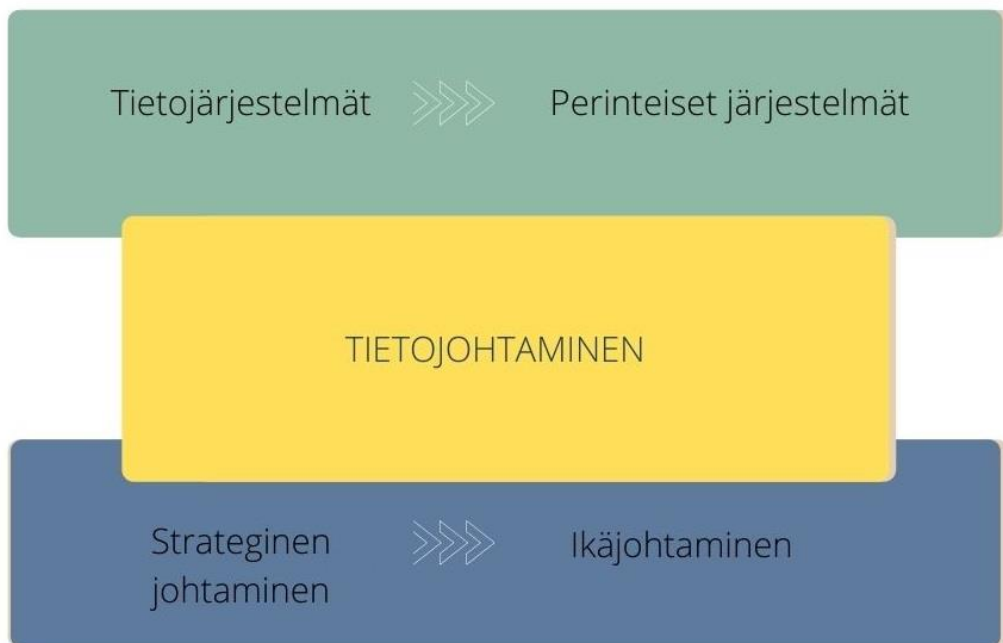 Tietojärjestelmät Perinteiset järjestelmät
TIETOJOHTAMINEN
Strateginen johtaminen Ikäjohtaminen